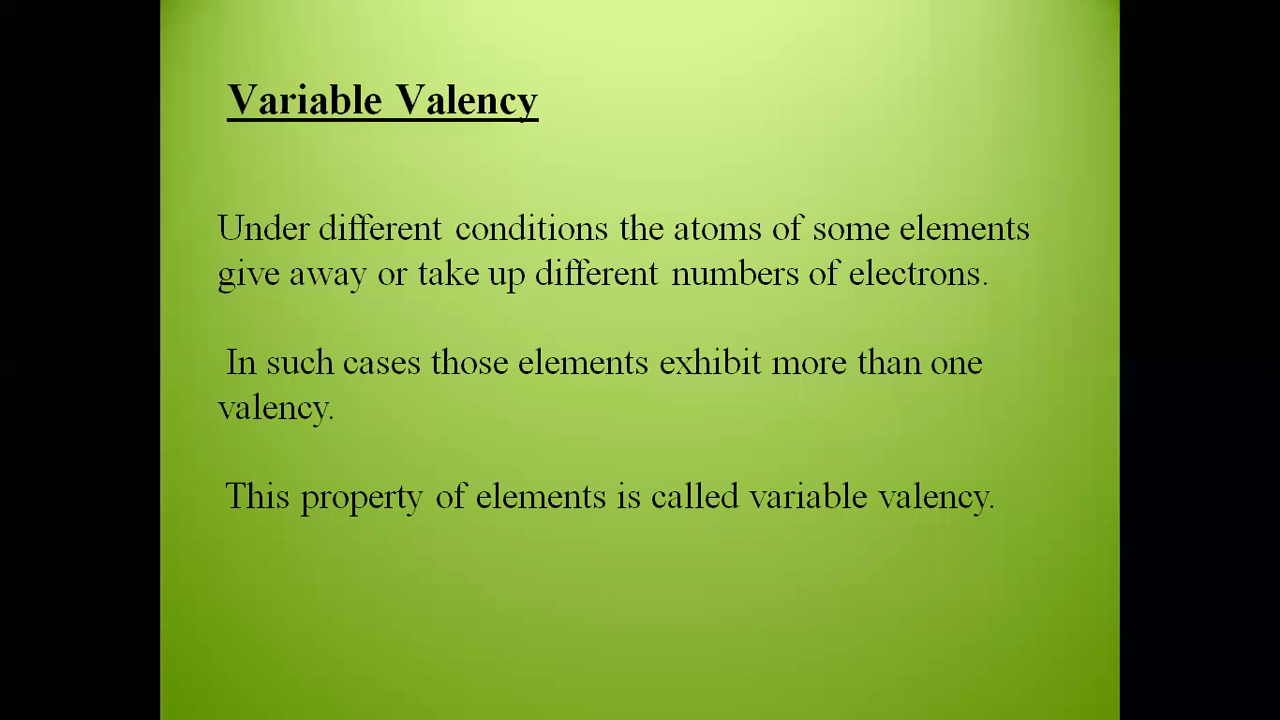 Variable Valency
Under different conditions the atoms of some elements
give away or take up different numbers of electrons.
In such cases those elements exhibit more than one
valency.
This property of elements is called variable valency.